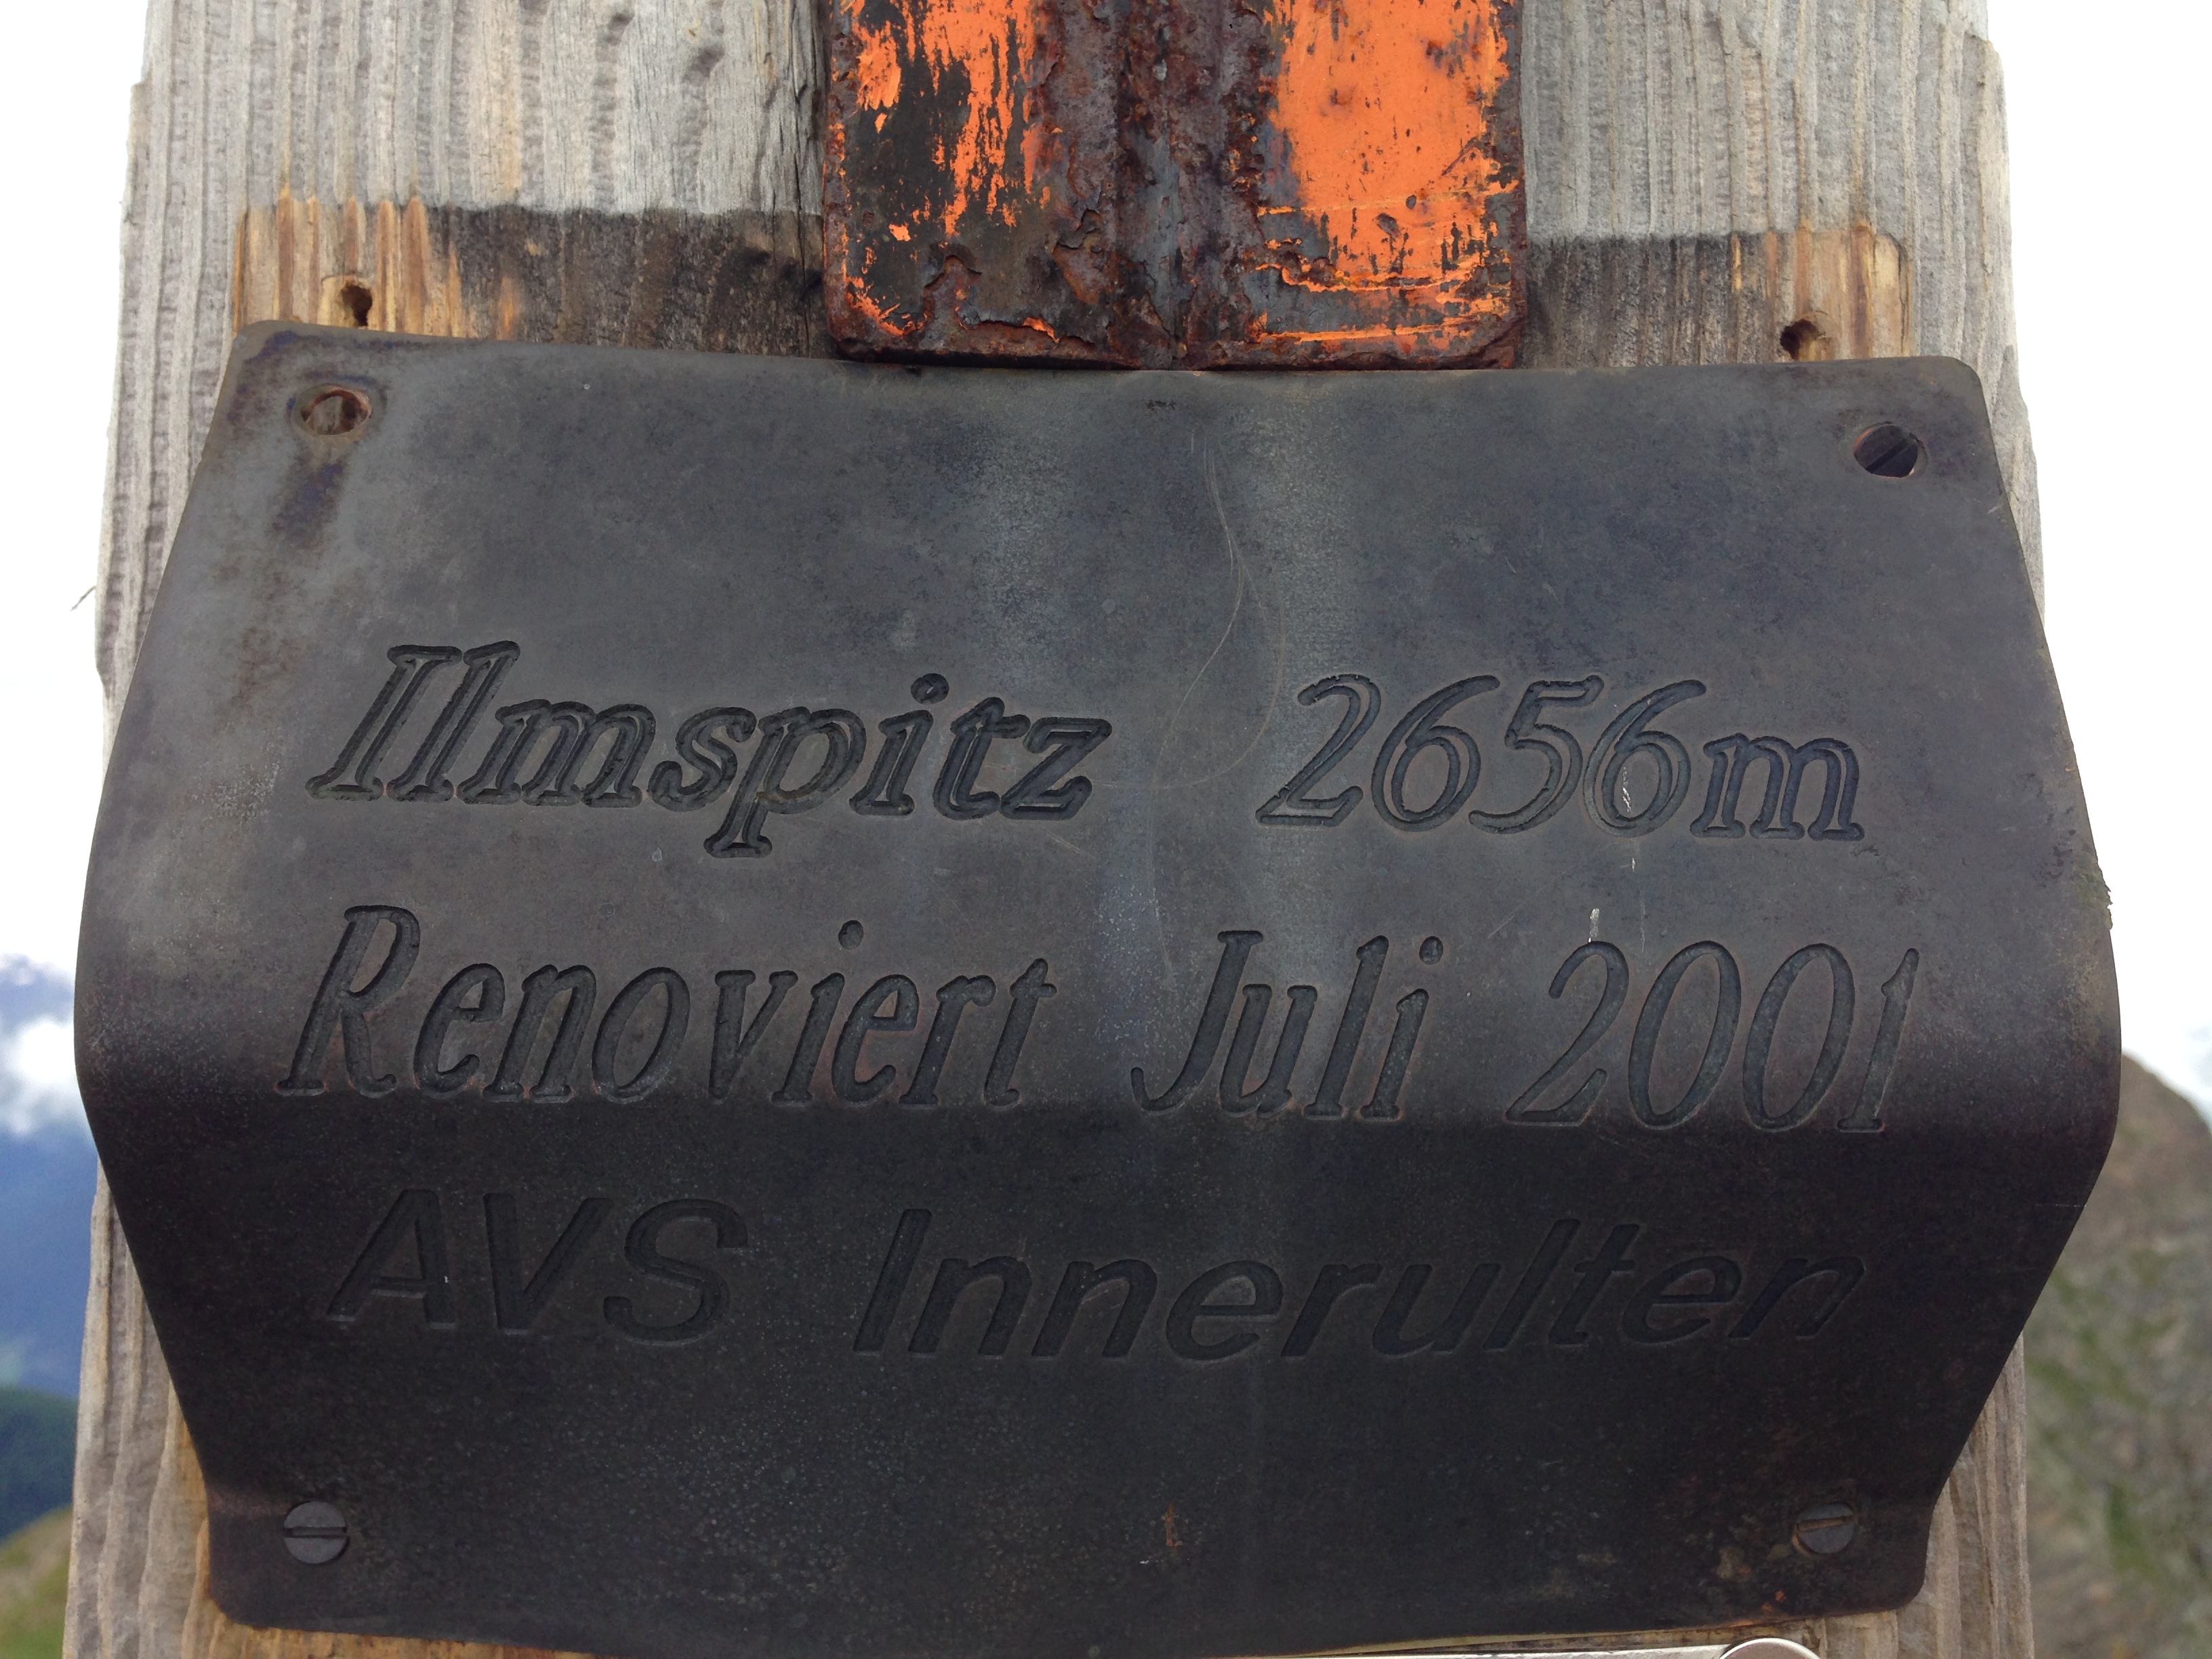 Ilmspitz 2656m
Renoviert Juli 2001
AVS Innerulten